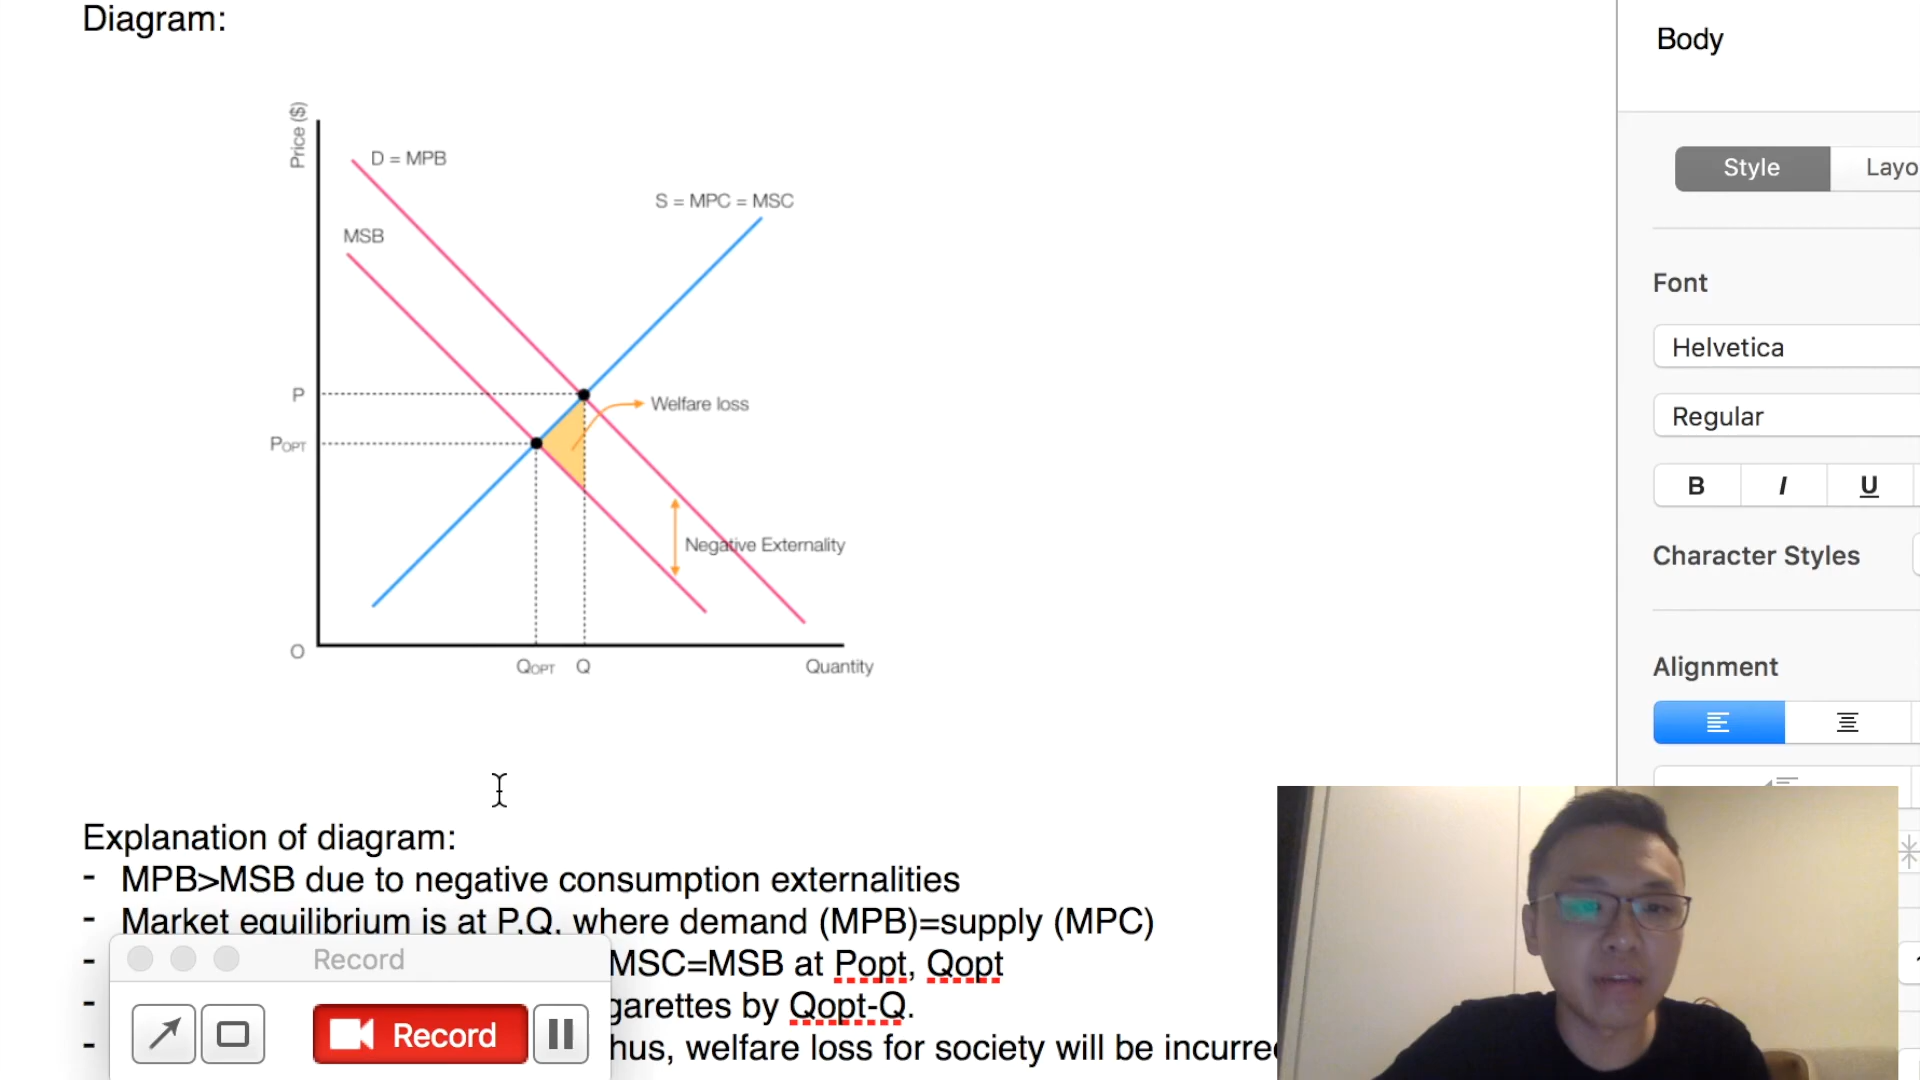 Diagram:
Body
Price ($)
D = MPB
Style
Layo
S = MPC = MSC
MSB
Font
Helvetica
P
Welfare loss
Regular
POPT
B I U
Negative Externality
Character Styles
O
QOPT Q
Quantity
Alignment
Explanation of diagram:
- MPB>MSB due to negative consumption externalities
- Market equilibrium is at P,Q, where demand (MPB)=supply (MPC)
- MSC=MSB at Popt, Qopt
- garettes by Qopt-Q.
- hus, welfare loss for society will be incurre
Record
Record